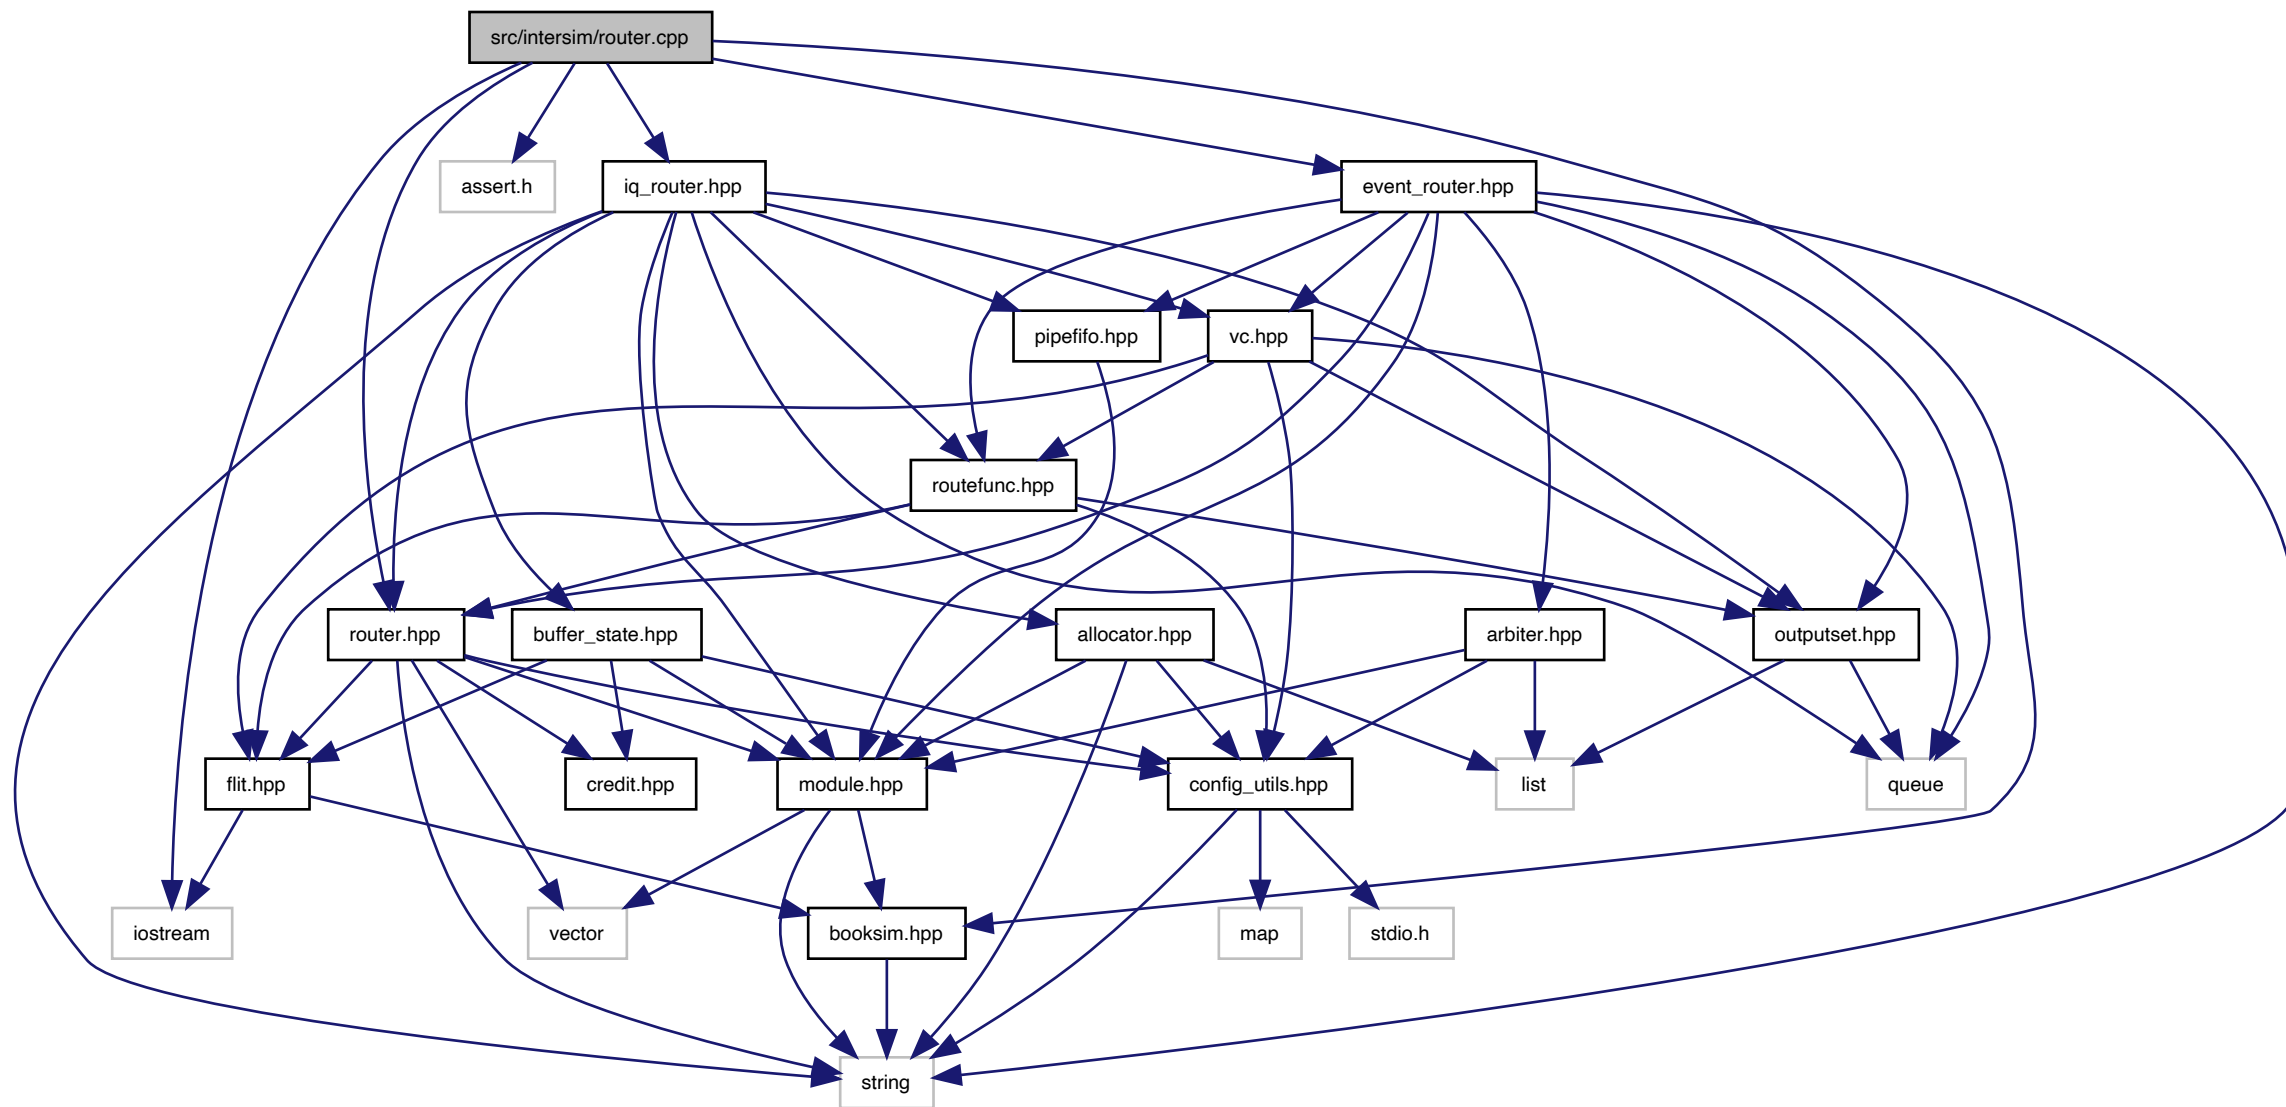 src/intersim/router.cpp
assert.h
iq_router.hpp
event_router.hpp
pipefifo.hpp
vc.hpp
routefunc.hpp
router.hpp
buffer_state.hpp
allocator.hpp
arbiter.hpp
outputset.hpp
flit.hpp
credit.hpp
module.hpp
config_utils.hpp
list
queue
iostream
vector
booksim.hpp
map
stdio.h
string